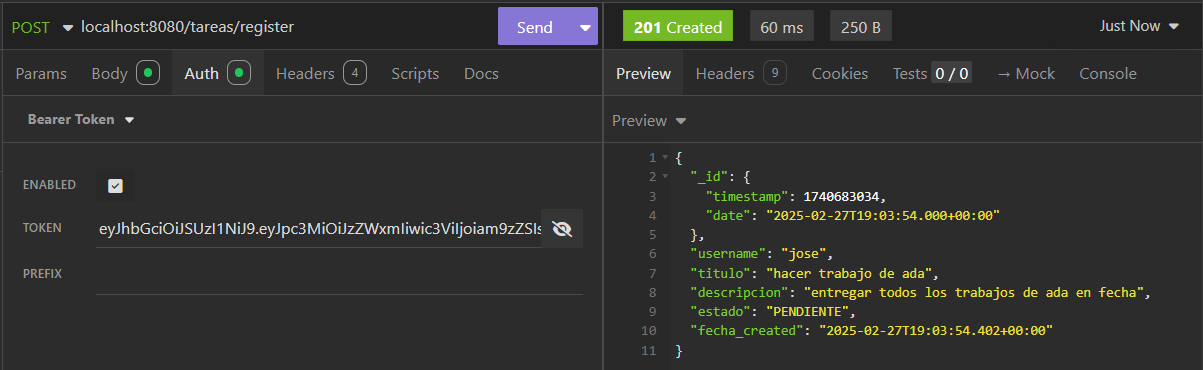 POST localhost:8080/tareas/register Send
Params Body Auth Headers 4 Scripts Docs
Bearer Token
ENABLED
TOKEN eyJhbGciOiJSUzI1NiJ9.eyJpc3MiOiJzZWxmIiwic3ViIjoiam9zZSIs
PREFIX
201 Created 60 ms 250 B Just Now
Preview Headers 9 Cookies Tests 0 / 0 → Mock Console
Preview
1 {
2 "_id": {
3 "timestamp": 1740683034,
4 "date": "2025-02-27T19:03:54.000+00:00"
5 },
6 "username": "jose",
7 "titulo": "hacer trabajo de ada",
8 "descripcion": "entregar todos los trabajos de ada en fecha",
9 "estado": "PENDIENTE",
10 "fecha_created": "2025-02-27T19:03:54.402+00:00"
11 }